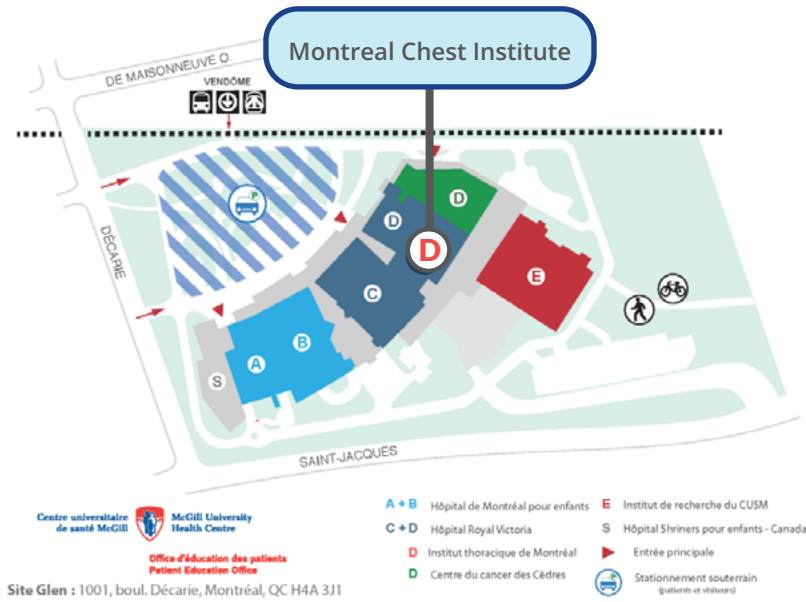 Montreal Chest Institute
DE MAISONNEUVE O.
VENDÔME
P
DÉCARIE
D
D
D
E
C
B
A
S
SAINT-JACQUES
Centre universitaire
de santé McGill
McGill University
Health Centre
Office d'éducation des patients
Patient Education Office
Site Glen : 1001, boul. Décarie, Montréal, QC H4A 3J1
A + B Hôpital de Montréal pour enfants
C + D Hôpital Royal Victoria
D Institut thoracique de Montréal
D Centre du cancer des Cèdres
E Institut de recherche du CUSM
S Hôpital Shriners pour enfants - Canada
Entrée principale
P
Stationnement souterrain
(patients et visiteurs)